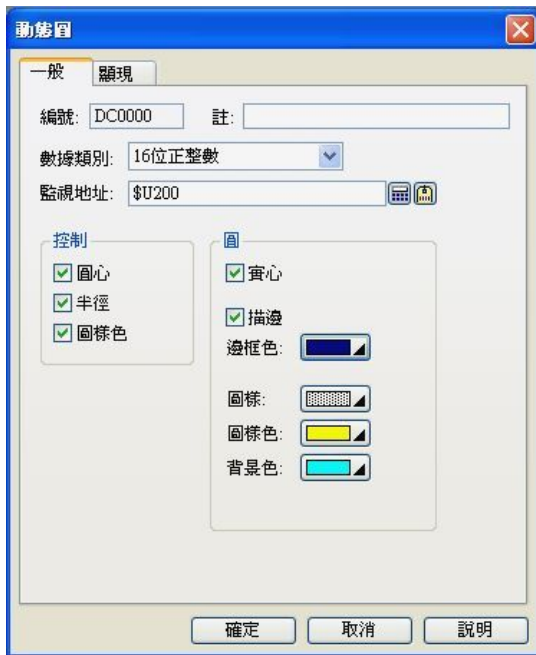 動態圓
一般 顯現
編號: DC0000 註:
數據類別: 16位正整數
監視地址: $U200
控制
圓心
半徑
圖樣色
圓
實心
描邊
邊框色:
圖樣:
圖樣色:
背景色:
確定 取消 說明